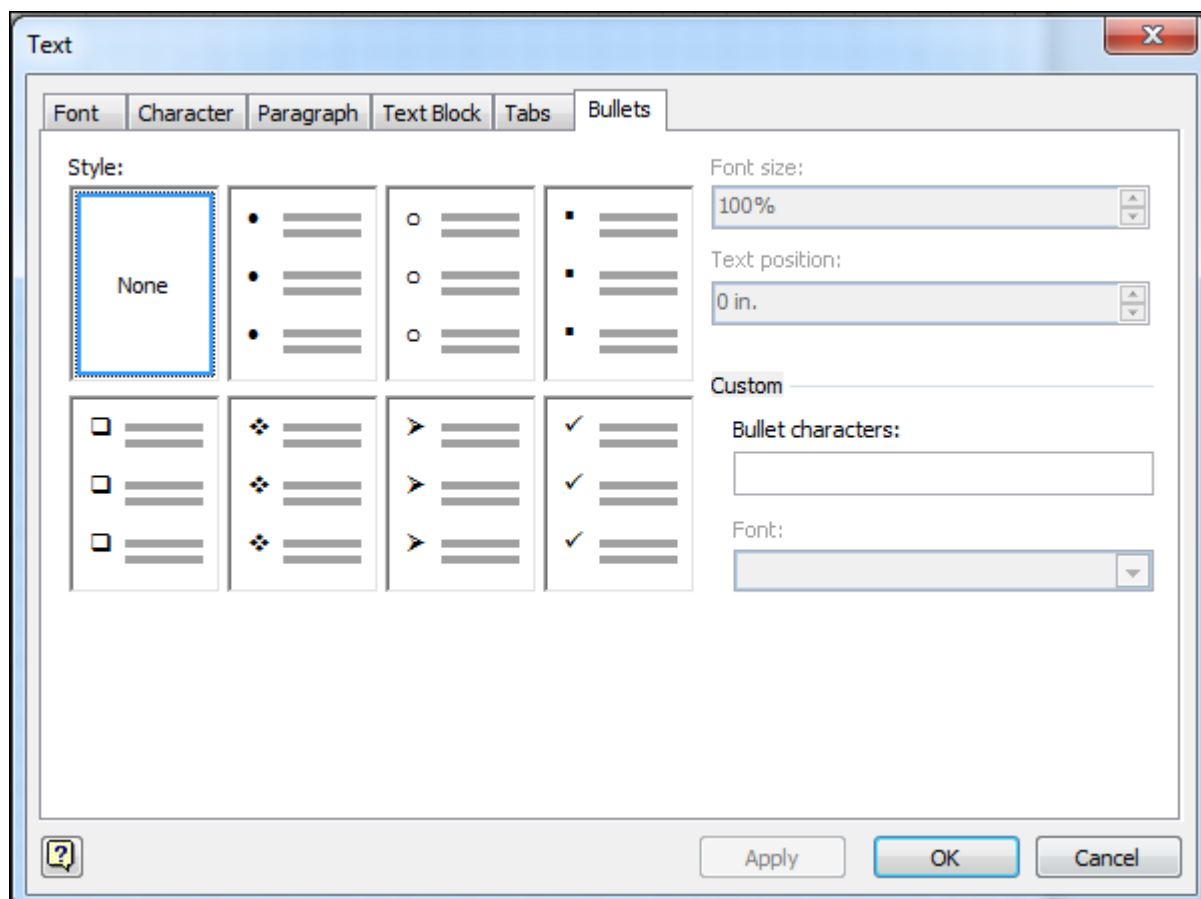 Text
Font Character Paragraph Text Block Tabs Bullets
Style:
None
Font size:
100%
Text position:
0 in.
Custom
Bullet characters:
Font:
Apply OK Cancel